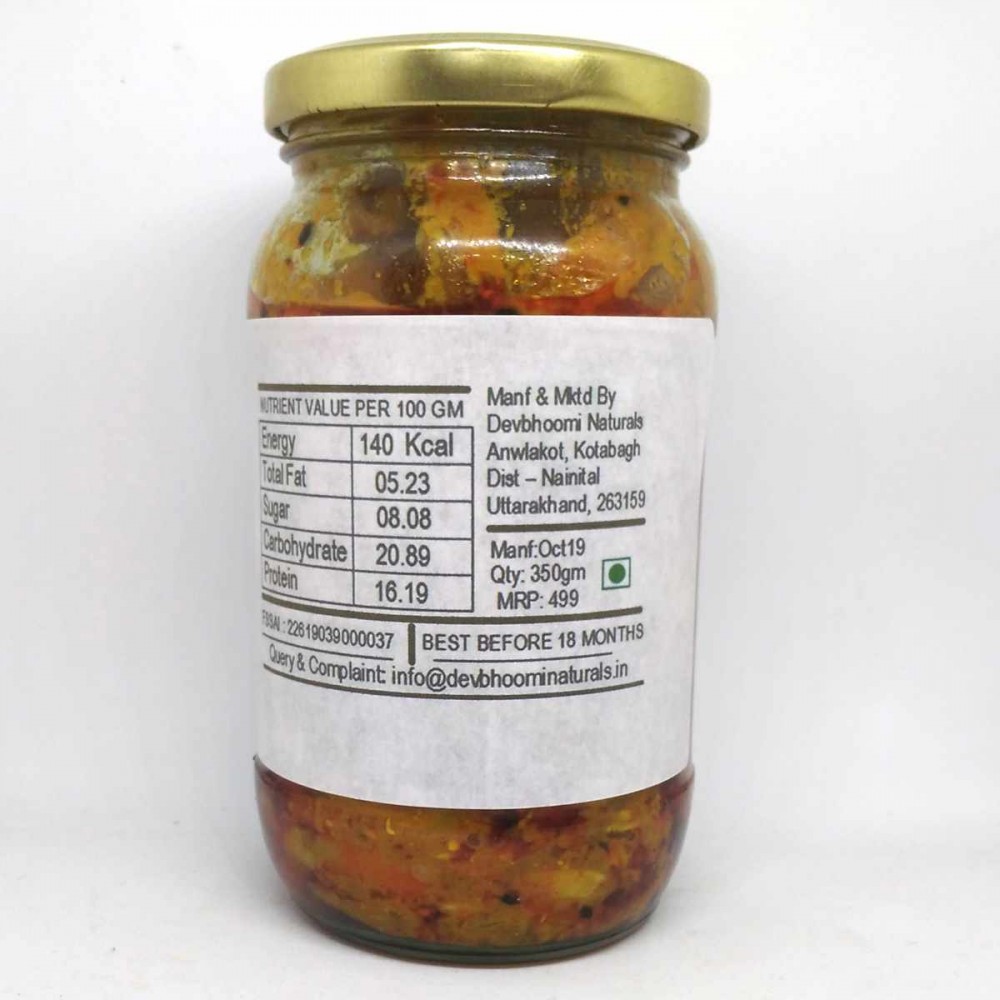 NUTRIENT VALUE PER 100 GM
Energy 140 Kcal
Total Fat 05.23
Sugar 08.08
Carbohydrate 20.89
Protein 16.19
Manf & Mktd By
Devbhoomi Naturals
Anwlakot, Kotabagh
Dist – Nainital
Uttarakhand, 263159
Manf:Oct19
Qty: 350gm
MRP: 499
FSSAI : 22619039000037
BEST BEFORE 18 MONTHS
Query & Complaint: info@devbhoominaturals.in